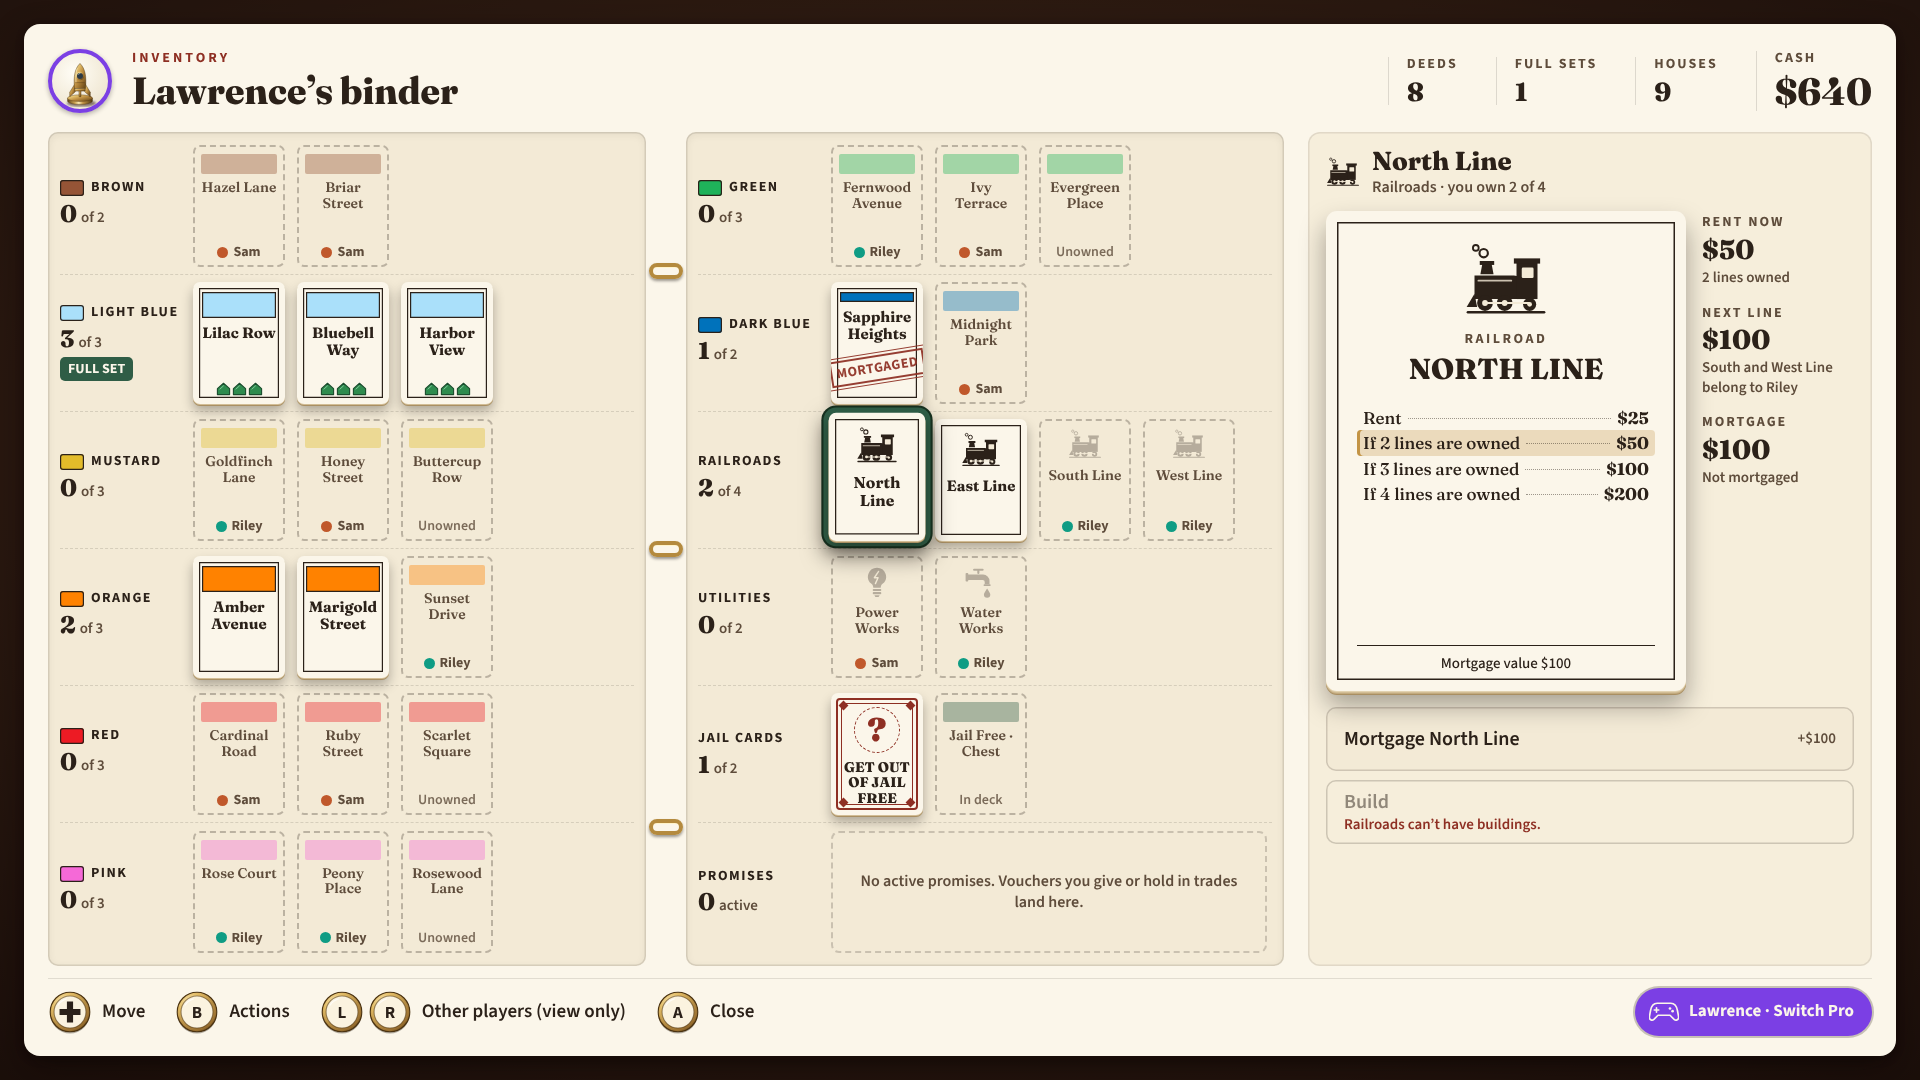 INVENTORY
Lawrence’s binder
DEEDS
8
FULL SETS
1
HOUSES
9
CASH
$640
BROWN
0 of 2
Hazel Lane
Sam
Briar
Street
Sam
LIGHT BLUE
3 of 3
FULL SET
Lilac Row
Bluebell
Way
Harbor
View
MUSTARD
0 of 3
Goldfinch
Lane
Riley
Honey
Street
Sam
Buttercup
Row
Unowned
ORANGE
2 of 3
Amber
Avenue
Marigold
Street
Sunset
Drive
Riley
RED
0 of 3
Cardinal
Road
Sam
Ruby
Street
Sam
Scarlet
Square
Unowned
PINK
0 of 3
Rose Court
Riley
Peony
Place
Riley
Rosewood
Lane
Unowned
GREEN
0 of 3
Fernwood
Avenue
Riley
Ivy
Terrace
Sam
Evergreen
Place
Unowned
DARK BLUE
1 of 2
Sapphire
Heights
MORTGAGED
Midnight
Park
Sam
RAILROADS
2 of 4
North
Line
East Line
South Line
Riley
West Line
Riley
UTILITIES
0 of 2
Power
Works
Sam
Water
Works
Riley
JAIL CARDS
1 of 2
?
GET OUT
OF JAIL
FREE
Jail Free ·
Chest
In deck
PROMISES
0 active
No active promises. Vouchers you give or hold in trades
land here.
North Line
Railroads · you own 2 of 4
RAILROAD
NORTH LINE
Rent $25
If 2 lines are owned $50
If 3 lines are owned $100
If 4 lines are owned $200
Mortgage value $100
RENT NOW
$50
2 lines owned
NEXT LINE
$100
South and West Line
belong to Riley
MORTGAGE
$100
Not mortgaged
Mortgage North Line +$100
Build
Railroads can’t have buildings.
Move
B Actions
L R Other players (view only)
A Close
Lawrence · Switch Pro